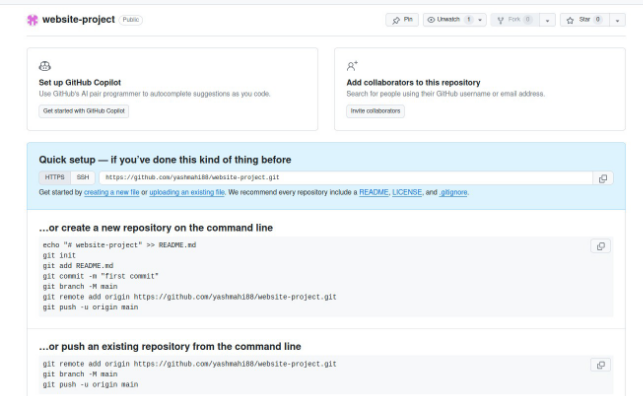 website-project Public
Pin Unwatch 1 Fork 0 Star 0
Set up GitHub Copilot
Use GitHub's AI pair programmer to autocomplete suggestions as you code.
Get started with GitHub Copilot
Add collaborators to this repository
Search for people using their GitHub username or email address.
Invite collaborators
Quick setup — if you've done this kind of thing before
HTTPS SSH https://github.com/yashmahi88/website-project.git
Get started by creating a new file or uploading an existing file. We recommend every repository include a README, LICENSE, and .gitignore.
...or create a new repository on the command line
echo "# website-project" >> README.md
git init
git add README.md
git commit -m "first commit"
git branch -M main
git remote add origin https://github.com/yashmahi88/website-project.git
git push -u origin main
...or push an existing repository from the command line
git remote add origin https://github.com/yashmahi88/website-project.git
git branch -M main
git push -u origin main